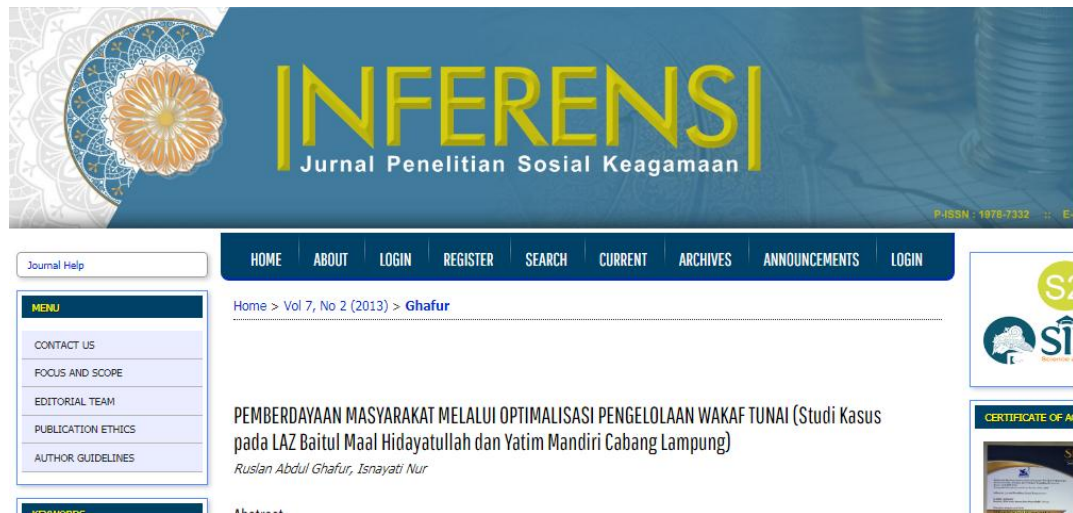 INFERENSI
Jurnal Penelitian Sosial Keagamaan
P-ISSN : 1978-7332 :: E-
Journal Help
HOME ABOUT LOGIN REGISTER SEARCH CURRENT ARCHIVES ANNOUNCEMENTS LOGIN
MENU
CONTACT US
FOCUS AND SCOPE
EDITORIAL TEAM
PUBLICATION ETHICS
AUTHOR GUIDELINES
Home > Vol 7, No 2 (2013) > Ghafur
PEMBERDAYAAN MASYARAKAT MELALUI OPTIMALISASI PENGELOLAAN WAKAF TUNAI (Studi Kasus
pada LAZ Baitul Maal Hidayatullah dan Yatim Mandiri Cabang Lampung)
Ruslan Abdul Ghafur, Isnayati Nur
CERTIFICATE OF